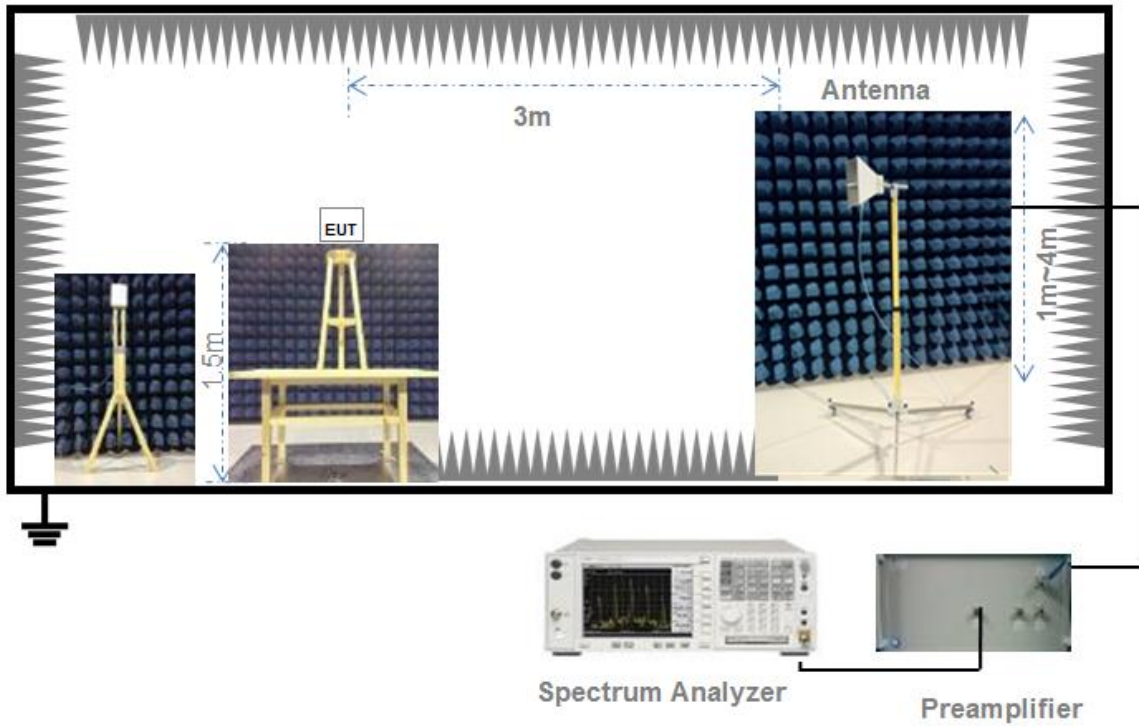 Antenna
3m
EUT
1.5m
1m~4m
Spectrum Analyzer
Preamplifier